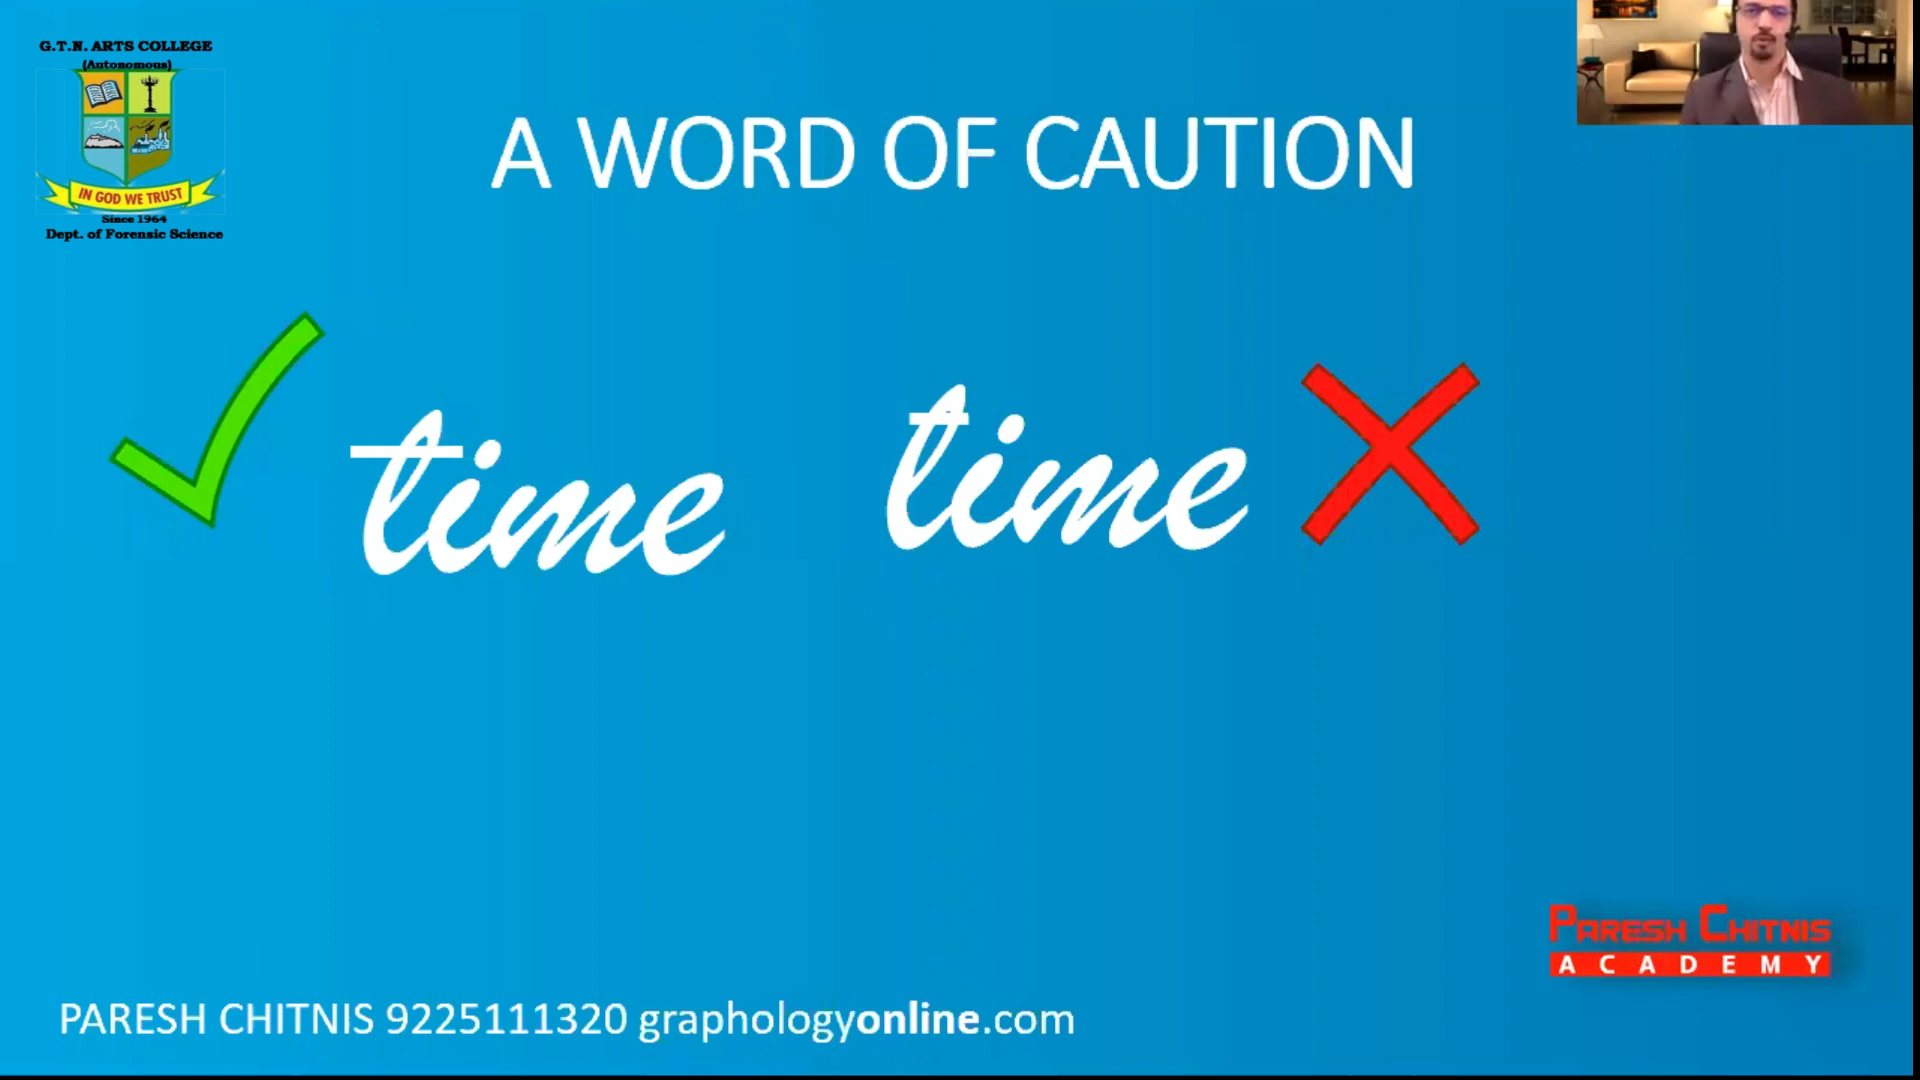 G.T.N. ARTS COLLEGE
(Autonomous)
IN GOD WE TRUST
Since 1964
Dept. of Forensic Science
A WORD OF CAUTION
time time
PARESH CHITNIS
ACADEMY
PARESH CHITNIS 9225111320 graphologyonline.com